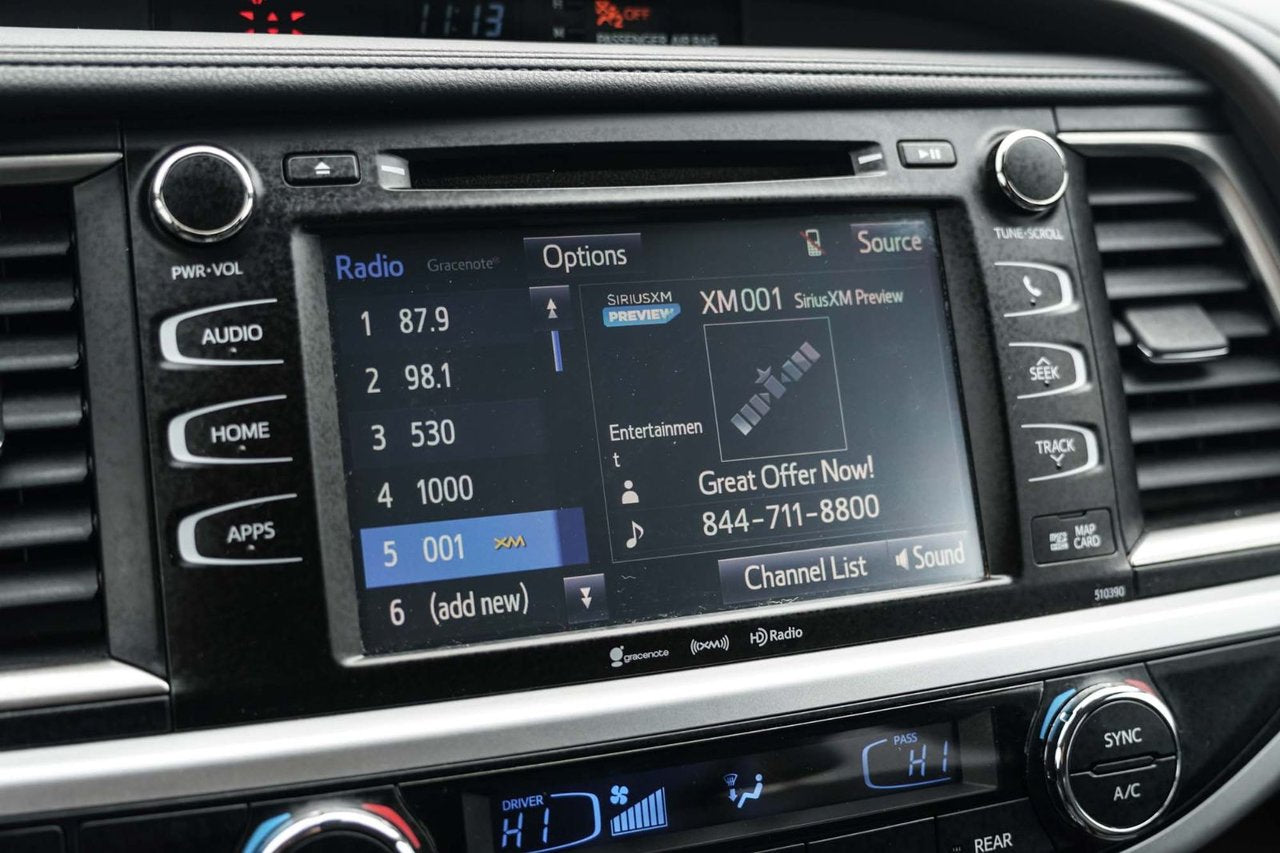 11:13
OFF
PASSENGER AIR BAG
PWR•VOL
AUDIO
HOME
APPS
TUNE•SCROLL
SEEK
TRACK
MAP
CARD
510390
Radio
Gracenote®
Options
Source
1 87.9
2 98.1
3 530
4 1000
5 001 XM
6 (add new)
SIRIUSXM
PREVIEW
XM001 SiriusXM Preview
Entertainmen
t
Great Offer Now!
844-711-8800
Channel List
Sound
gracenote
((XM))
HD Radio
DRIVER
HI
PASS
HI
SYNC
A/C
REAR